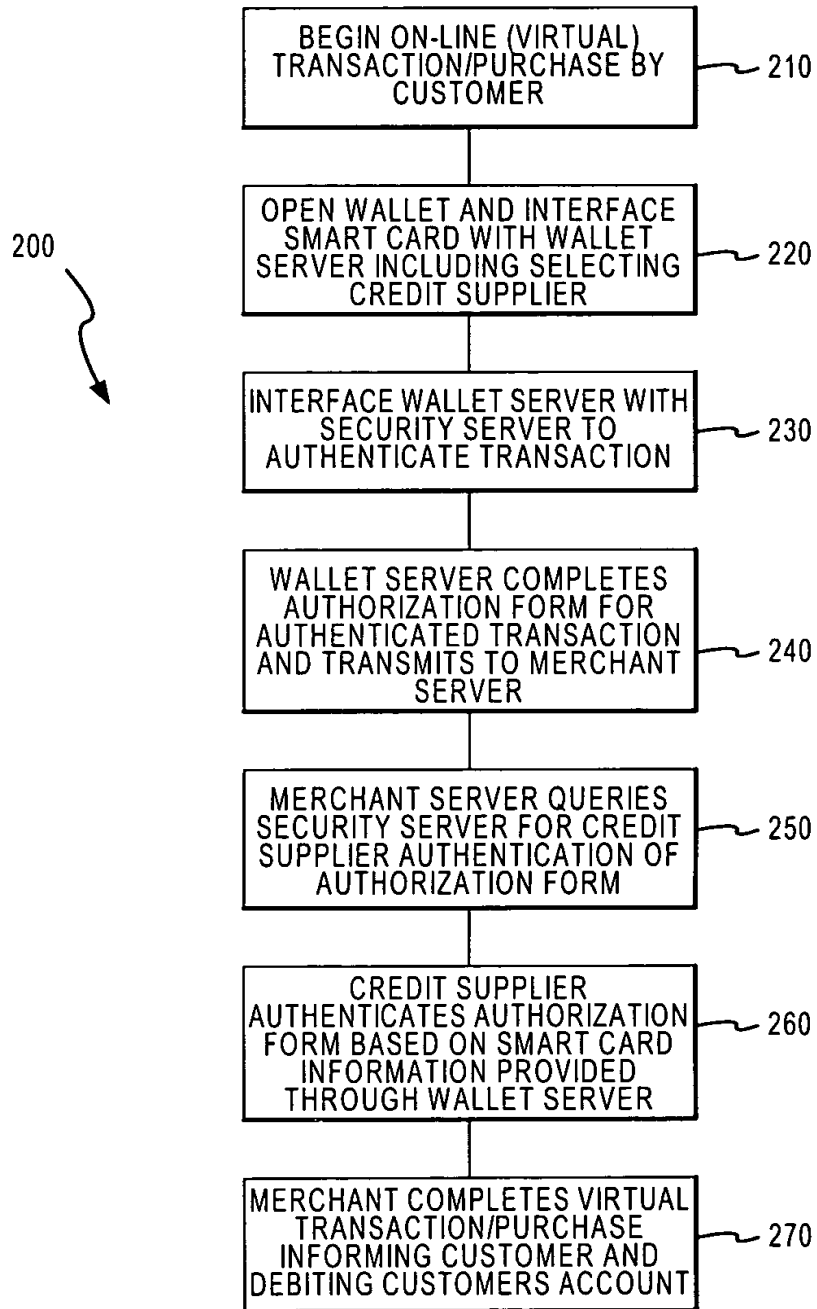 BEGIN ON-LINE (VIRTUAL)
TRANSACTION/PURCHASE BY
CUSTOMER
210
OPEN WALLET AND INTERFACE
SMART CARD WITH WALLET
SERVER INCLUDING SELECTING
CREDIT SUPPLIER
220
200
INTERFACE WALLET SERVER WITH
SECURITY SERVER TO
AUTHENTICATE TRANSACTION
230
WALLET SERVER COMPLETES
AUTHORIZATION FORM FOR
AUTHENTICATED TRANSACTION
AND TRANSMITS TO MERCHANT
SERVER
240
MERCHANT SERVER QUERIES
SECURITY SERVER FOR CREDIT
SUPPLIER AUTHENTICATION OF
AUTHORIZATION FORM
250
CREDIT SUPPLIER
AUTHENTICATES AUTHORIZATION
FORM BASED ON SMART CARD
INFORMATION PROVIDED
THROUGH WALLET SERVER
260
MERCHANT COMPLETES VIRTUAL
TRANSACTION/PURCHASE
INFORMING CUSTOMER AND
DEBITING CUSTOMERS ACCOUNT
270